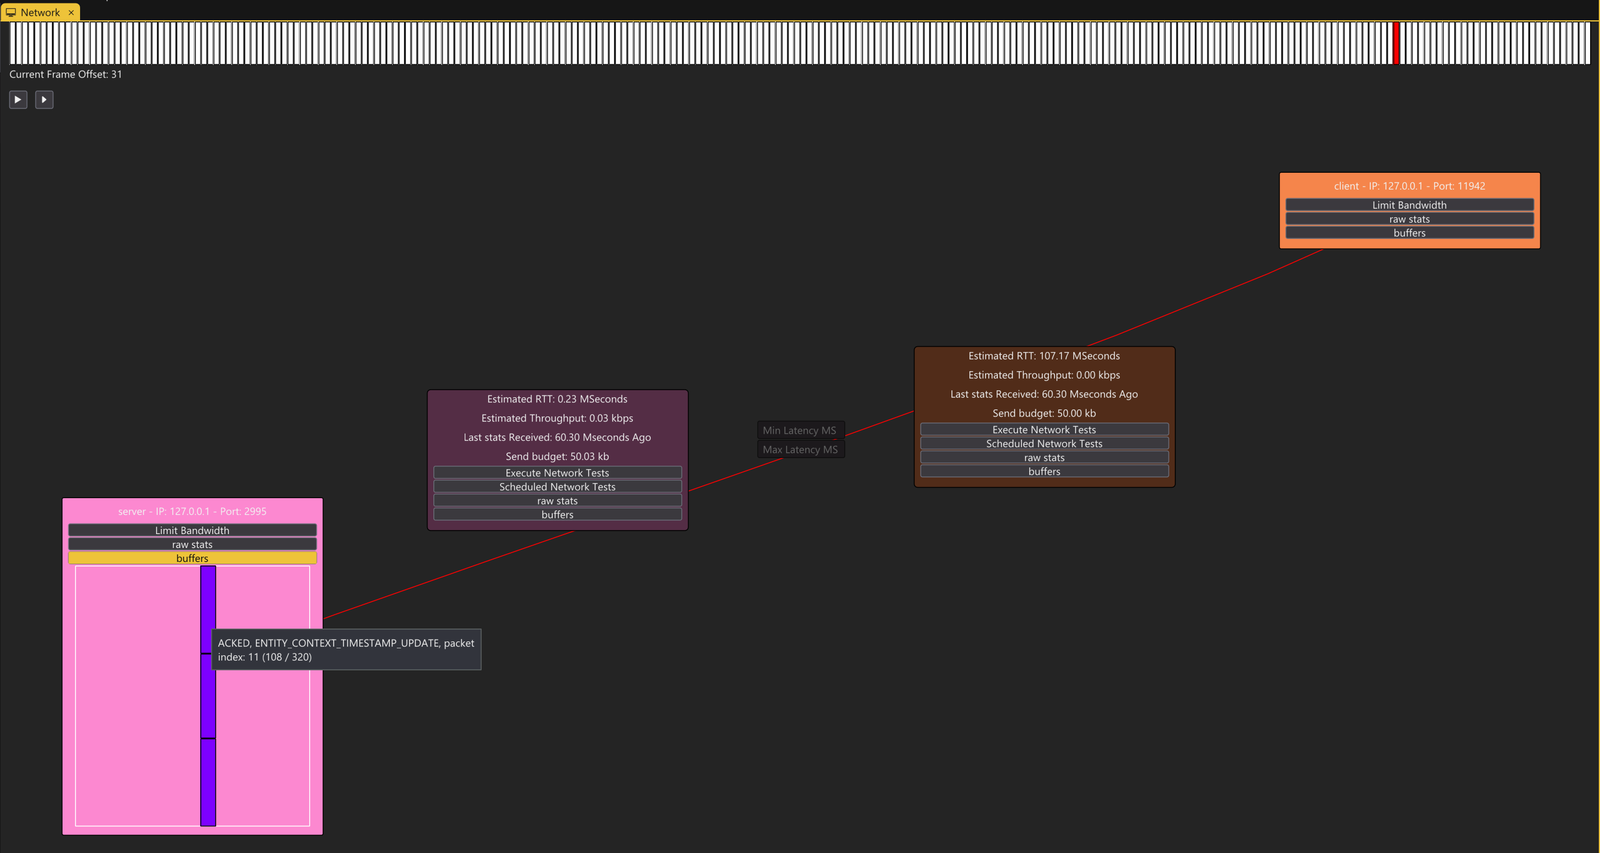 Network ×
Current Frame Offset: 31
client - IP: 127.0.0.1 - Port: 11942
Limit Bandwidth
raw stats
buffers
Estimated RTT: 107.17 MSeconds
Estimated Throughput: 0.00 kbps
Last stats Received: 60.30 Mseconds Ago
Send budget: 50.00 kb
Execute Network Tests
Scheduled Network Tests
raw stats
buffers
Estimated RTT: 0.23 MSeconds
Estimated Throughput: 0.03 kbps
Last stats Received: 60.30 Mseconds Ago
Send budget: 50.03 kb
Execute Network Tests
Scheduled Network Tests
raw stats
buffers
Min Latency MS
Max Latency MS
server - IP: 127.0.0.1 - Port: 2995
Limit Bandwidth
raw stats
buffers
ACKED, ENTITY_CONTEXT_TIMESTAMP_UPDATE, packet
index: 11 (108 / 320)